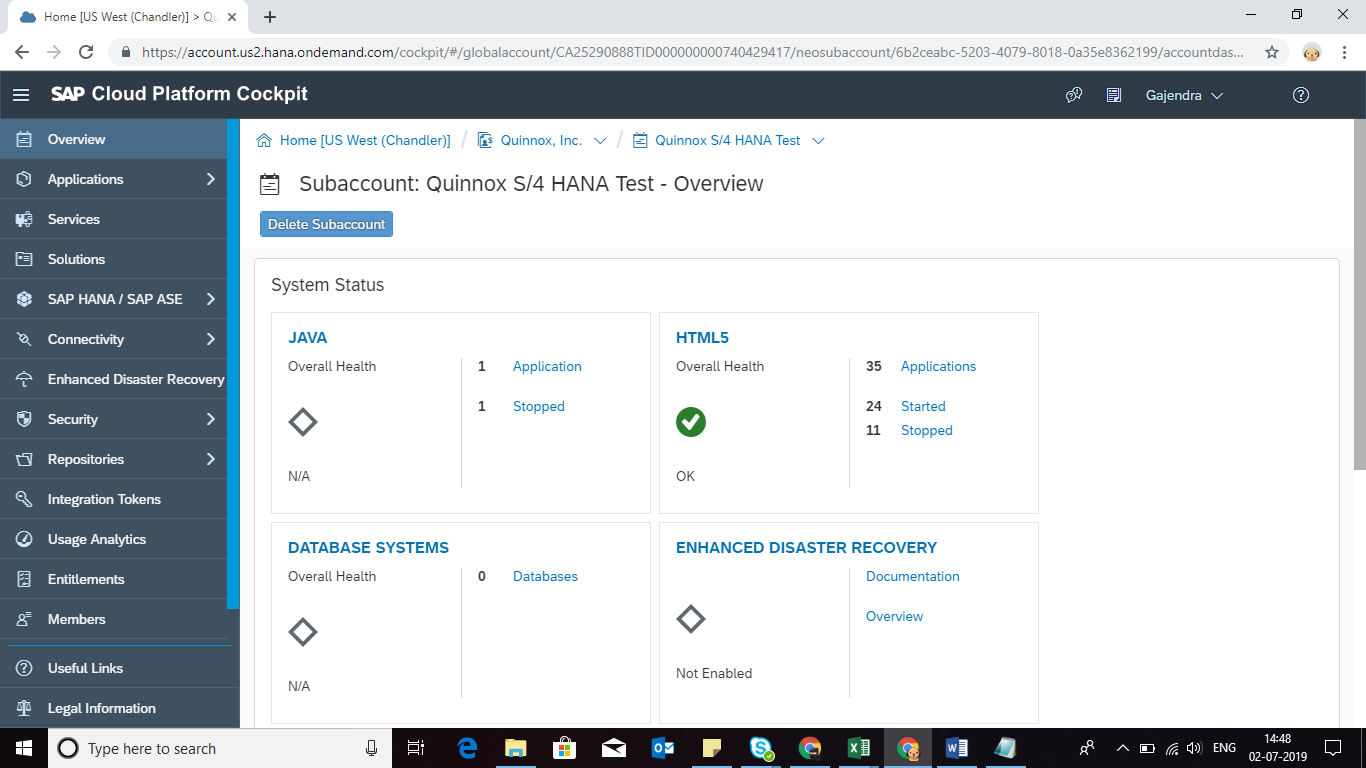 Home [US West (Chandler)] > Qu
https://account.us2.hana.ondemand.com/cockpit/#/globalaccount/CA25290888TID000000000740429417/neosubaccount/6b2ceabc-5203-4079-8018-0a35e8362199/accountdas...
SAP Cloud Platform Cockpit
Gajendra
Overview
Applications
Services
Solutions
SAP HANA / SAP ASE
Connectivity
Enhanced Disaster Recovery
Security
Repositories
Integration Tokens
Usage Analytics
Entitlements
Members
Useful Links
Legal Information
Home [US West (Chandler)] / Quinnox, Inc. / Quinnox S/4 HANA Test
Subaccount: Quinnox S/4 HANA Test - Overview
Delete Subaccount
System Status
JAVA
Overall Health
N/A
1 Application
1 Stopped
HTML5
Overall Health
OK
35 Applications
24 Started
11 Stopped
DATABASE SYSTEMS
Overall Health
N/A
0 Databases
ENHANCED DISASTER RECOVERY
Not Enabled
Documentation
Overview
Type here to search
ENG
14:48
02-07-2019